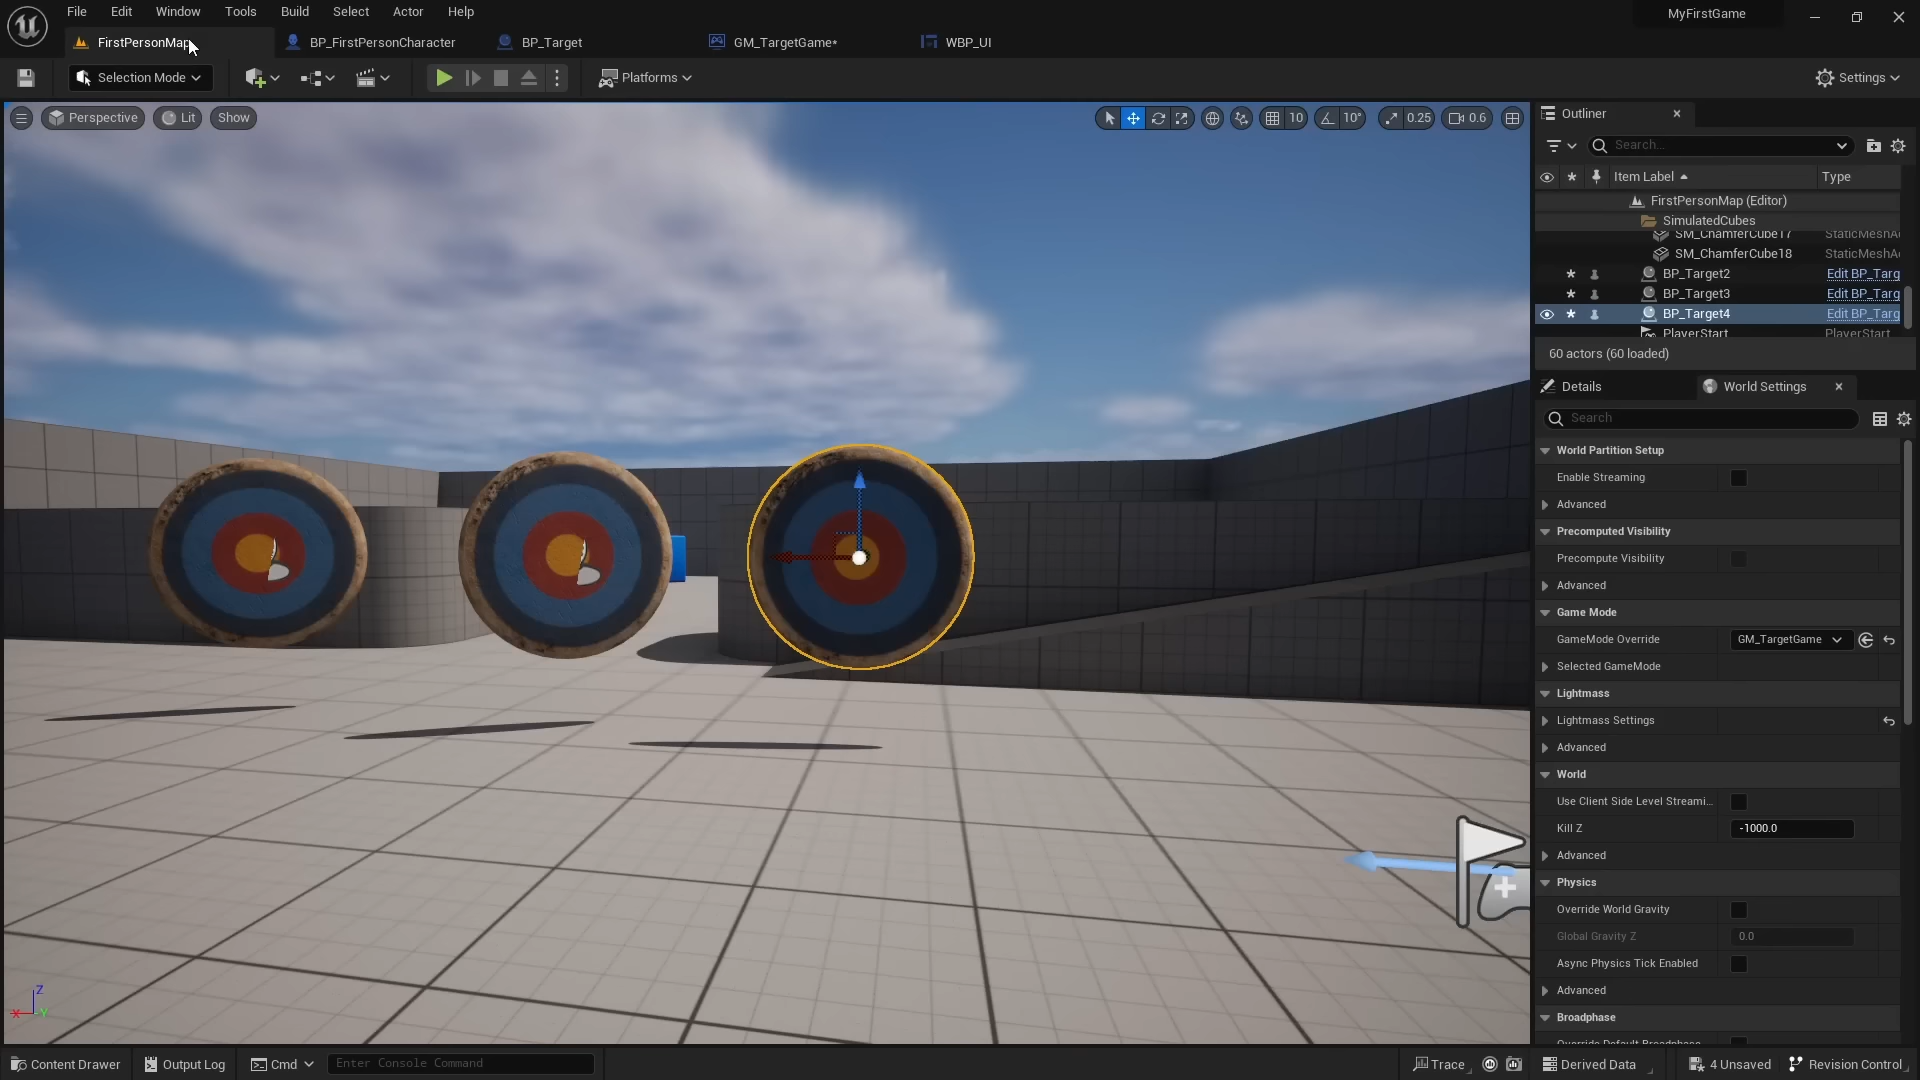 File Edit Window Tools Build Select Actor Help
MyFirstGame
FirstPersonMap BP_FirstPersonCharacter BP_Target GM_TargetGame* WBP_UI
Selection Mode Platforms Settings
Perspective Lit Show 10 10° 0.25 0.6
Outliner
Search...
Item Label Type
FirstPersonMap (Editor)
SimulatedCubes
SM_ChamferCube17 StaticMeshA
SM_ChamferCube18 StaticMeshA
BP_Target2 Edit BP_Targ
BP_Target3 Edit BP_Targ
BP_Target4 Edit BP_Targ
PlayerStart PlayerStart
60 actors (60 loaded)
Details World Settings
Search
World Partition Setup
Enable Streaming
Advanced
Precomputed Visibility
Precompute Visibility
Advanced
Game Mode
GameMode Override GM_TargetGame
Selected GameMode
Lightmass
Lightmass Settings
Advanced
World
Use Client Side Level Streami...
Kill Z -1000.0
Advanced
Physics
Override World Gravity
Global Gravity Z 0.0
Async Physics Tick Enabled
Advanced
Broadphase
Override Default Broadphase
Z
X Y
Content Drawer Output Log Cmd Enter Console Command Trace Derived Data 4 Unsaved Revision Control